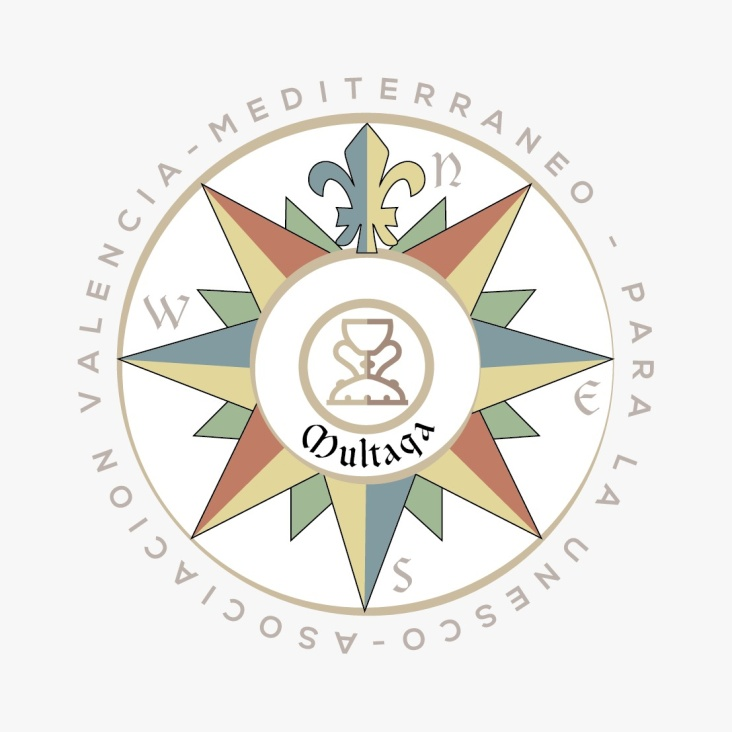 ASOCIACION VALENCIA-MEDITERRANEO - PARA LA UNESCO-
N
W
E
Multaqa
S